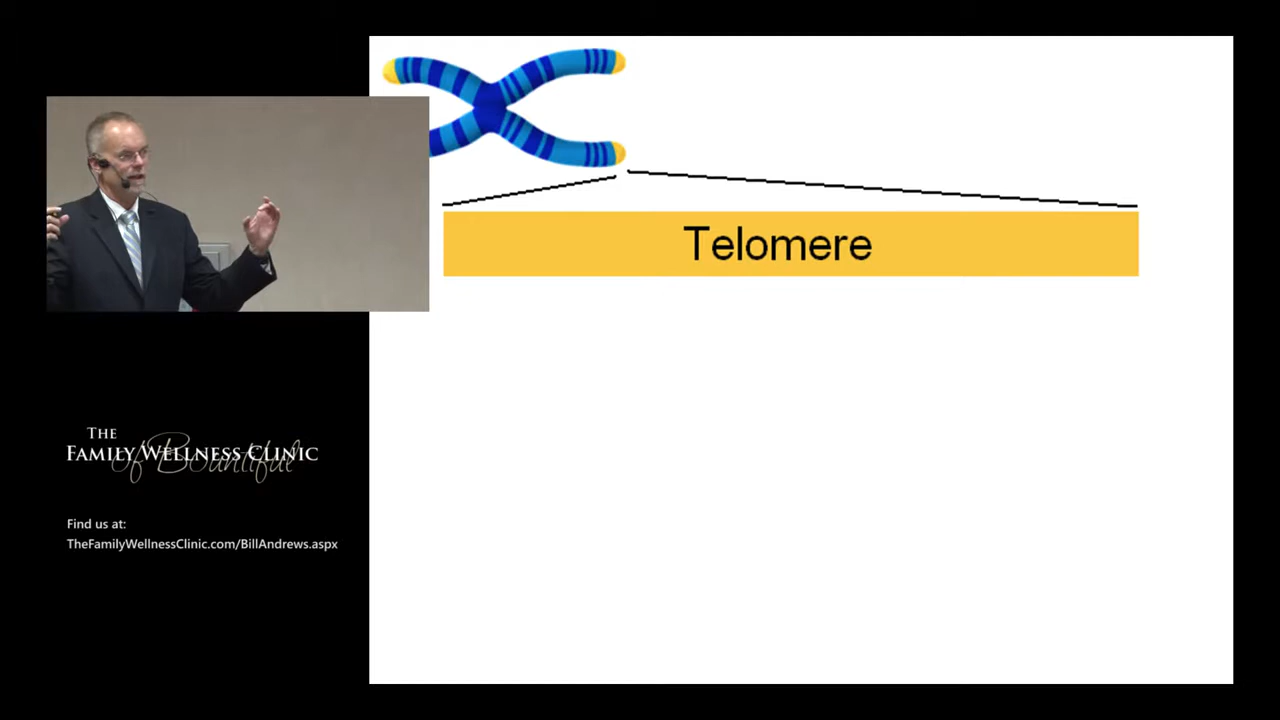 Telomere
THE
FAMILY WELLNESS CLINIC
of Bountiful
Find us at:
TheFamilyWellnessClinic.com/BillAndrews.aspx